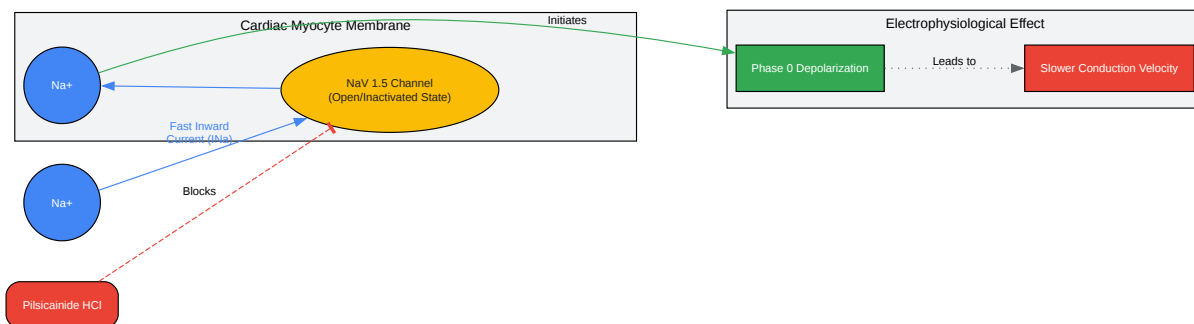 Cardiac Myocyte Membrane
Initiates
Electrophysiological Effect
Na+
NaV 1.5 Channel
(Open/Inactivated State)
Phase 0 Depolarization
Leads to
Slower Conduction Velocity
Fast Inward
Current (INa)
Na+
Blocks
Pilsicainide HCl